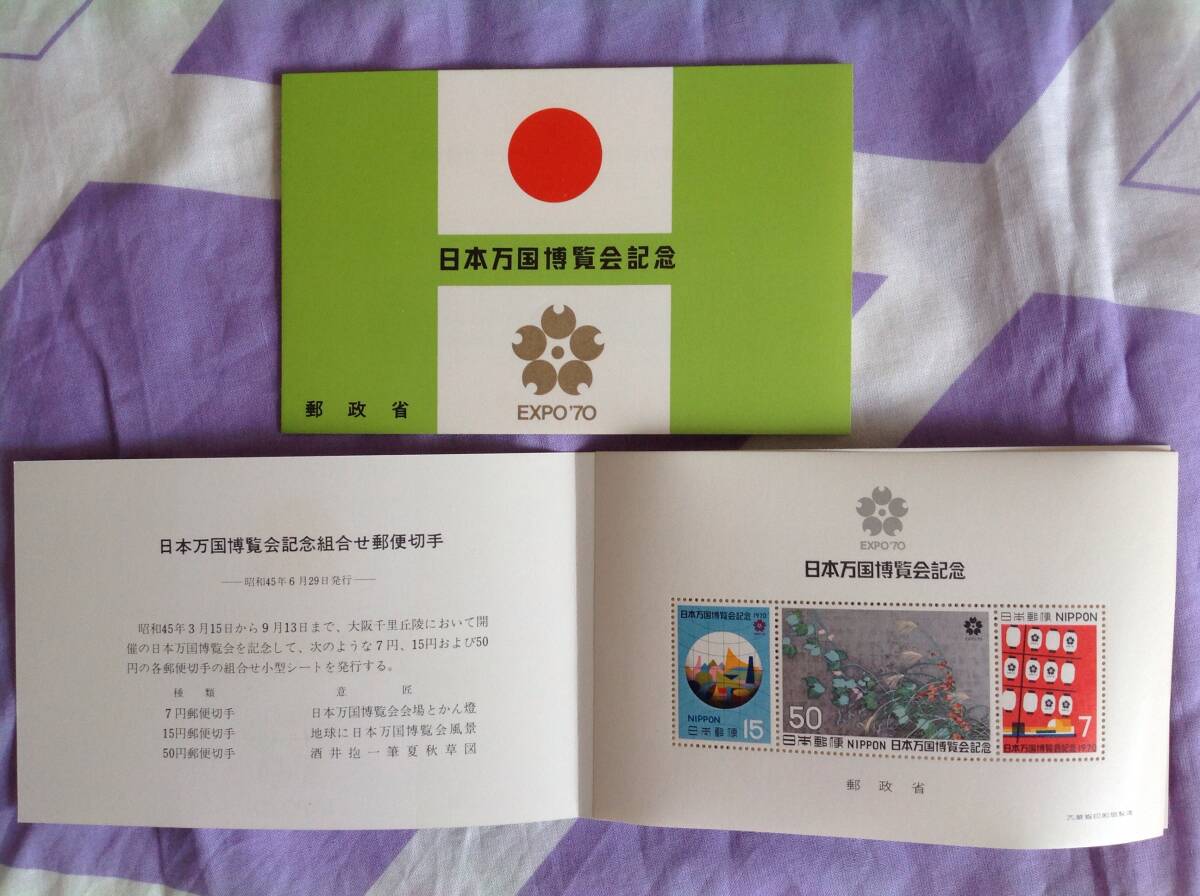 日本万国博覧会記念
EXPO'70
郵政省
日本万国博覧会記念組合せ郵便切手
——昭和45年6月29日発行——
昭和45年3月15日から9月13日まで、大阪千里丘陵において開
催の日本万国博覧会を記念して、次のような7円、15円および50
円の各郵便切手の組合せ小型シートを発行する。
種類 意匠
7円郵便切手 日本万国博覧会会場とかん燈
15円郵便切手 地球に日本万国博覧会風景
50円郵便切手 酒井抱一筆夏秋草図
EXPO'70
日本万国博覧会記念
日本万国博覧会記念 1970
NIPPON
日本郵便 15
50
日本郵便 NIPPON 日本万国博覧会記念
日本郵便 NIPPON
7
日本万国博覧会記念 1970
郵政省
大蔵省印刷局製造